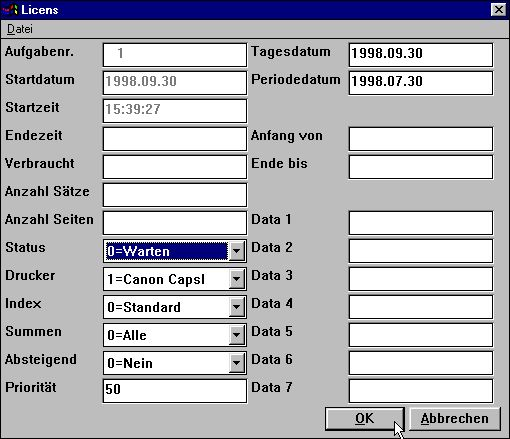 Licens
Datei
Aufgabenr. 1 Tagesdatum 1998.09.30
Startdatum 1998.09.30 Periodedatum 1998.07.30
Startzeit 15:39:27
Endezeit Anfang von
Verbraucht Ende bis
Anzahl Sätze
Anzahl Seiten Data 1
Status 0=Warten Data 2
Drucker 1=Canon Capsl Data 3
Index 0=Standard Data 4
Summen 0=Alle Data 5
Absteigend 0=Nein Data 6
Priorität 50 Data 7
OK Abbrechen